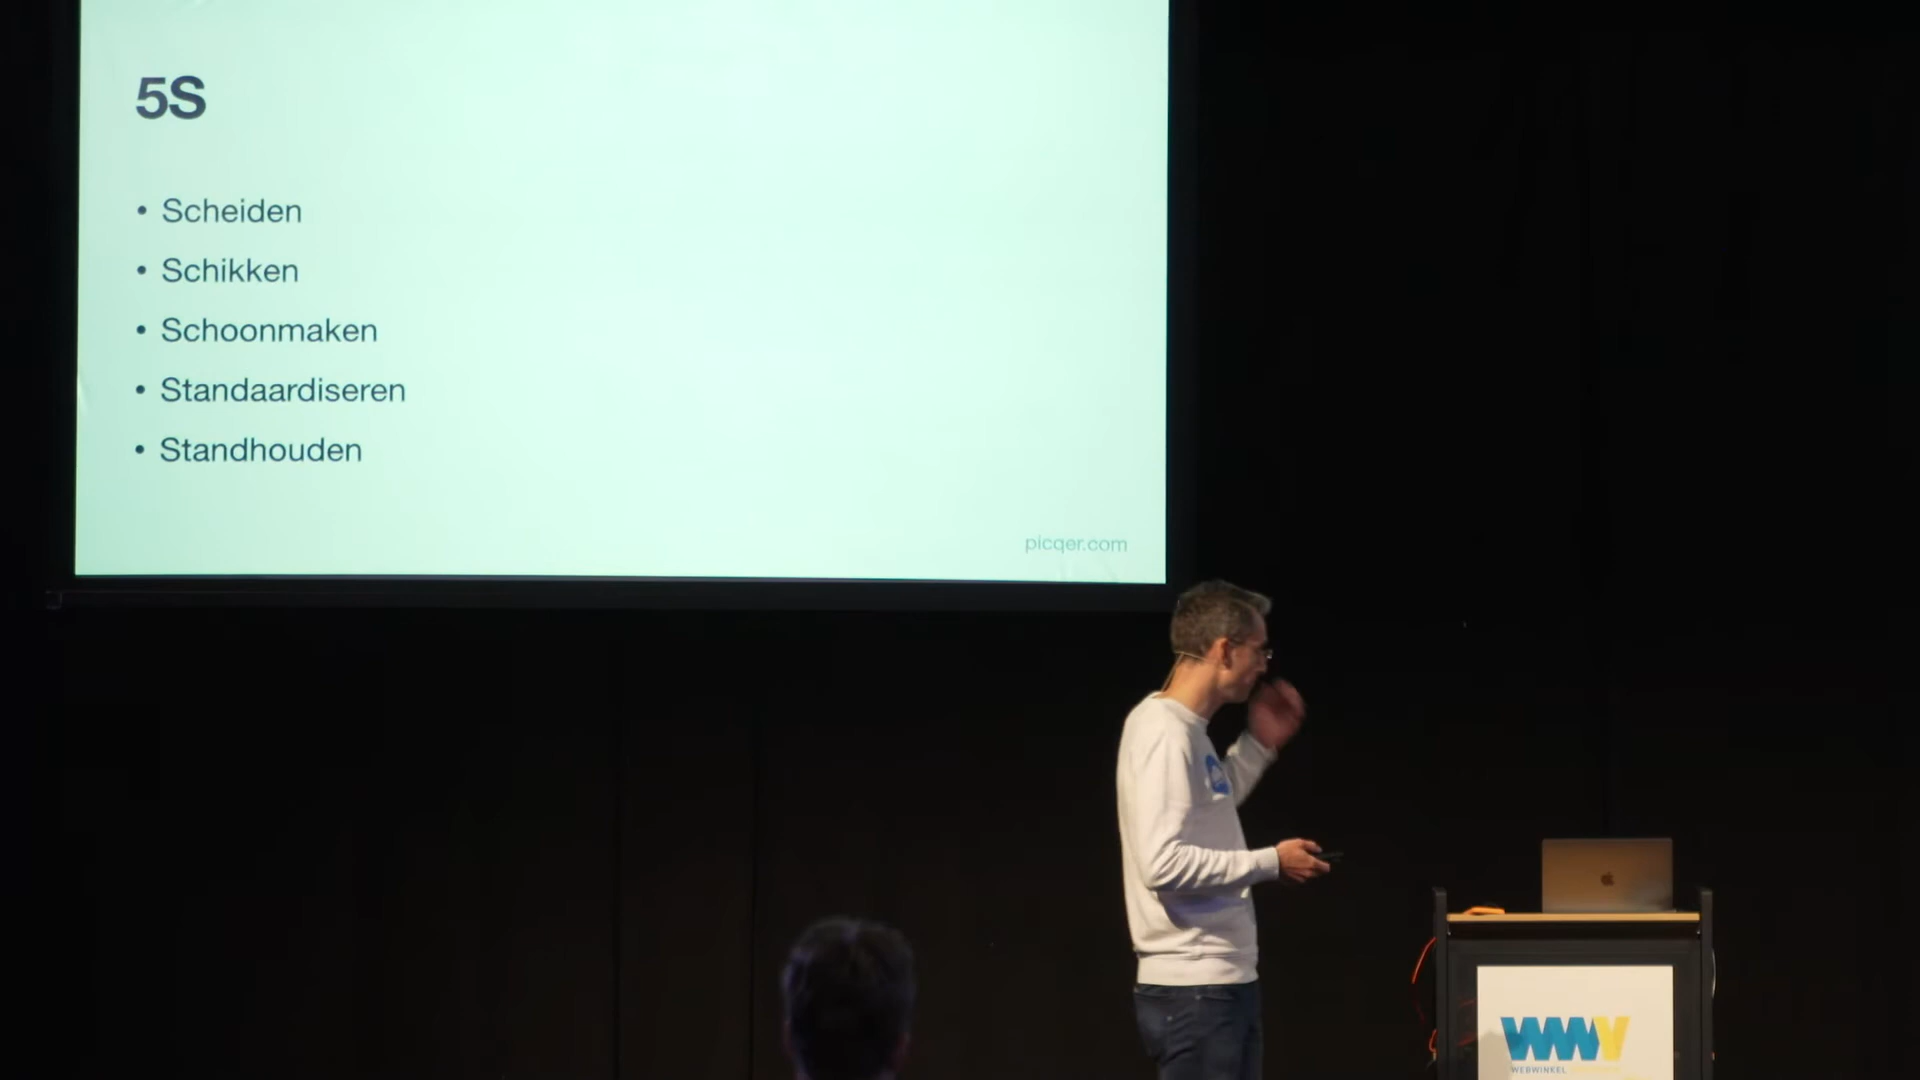 5S
• Scheiden
• Schikken
• Schoonmaken
• Standaardiseren
• Standhouden
picqer.com
WWV
WEBWINKEL